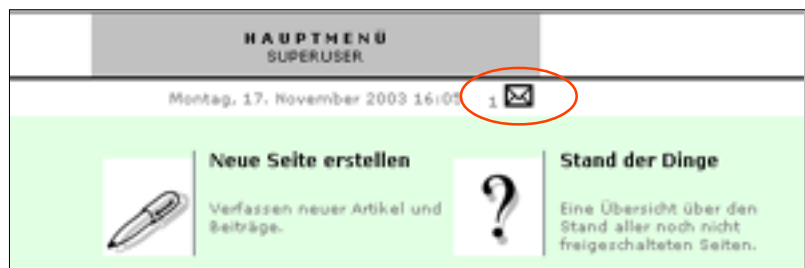 HAUPTMENÜ
SUPERUSER
Montag, 17. November 2003 16:05 1
Neue Seite erstellen
Verfassen neuer Artikel und
Beiträge.
Stand der Dinge
Eine Übersicht über den
Stand aller noch nicht
freigeschalteten Seiten.